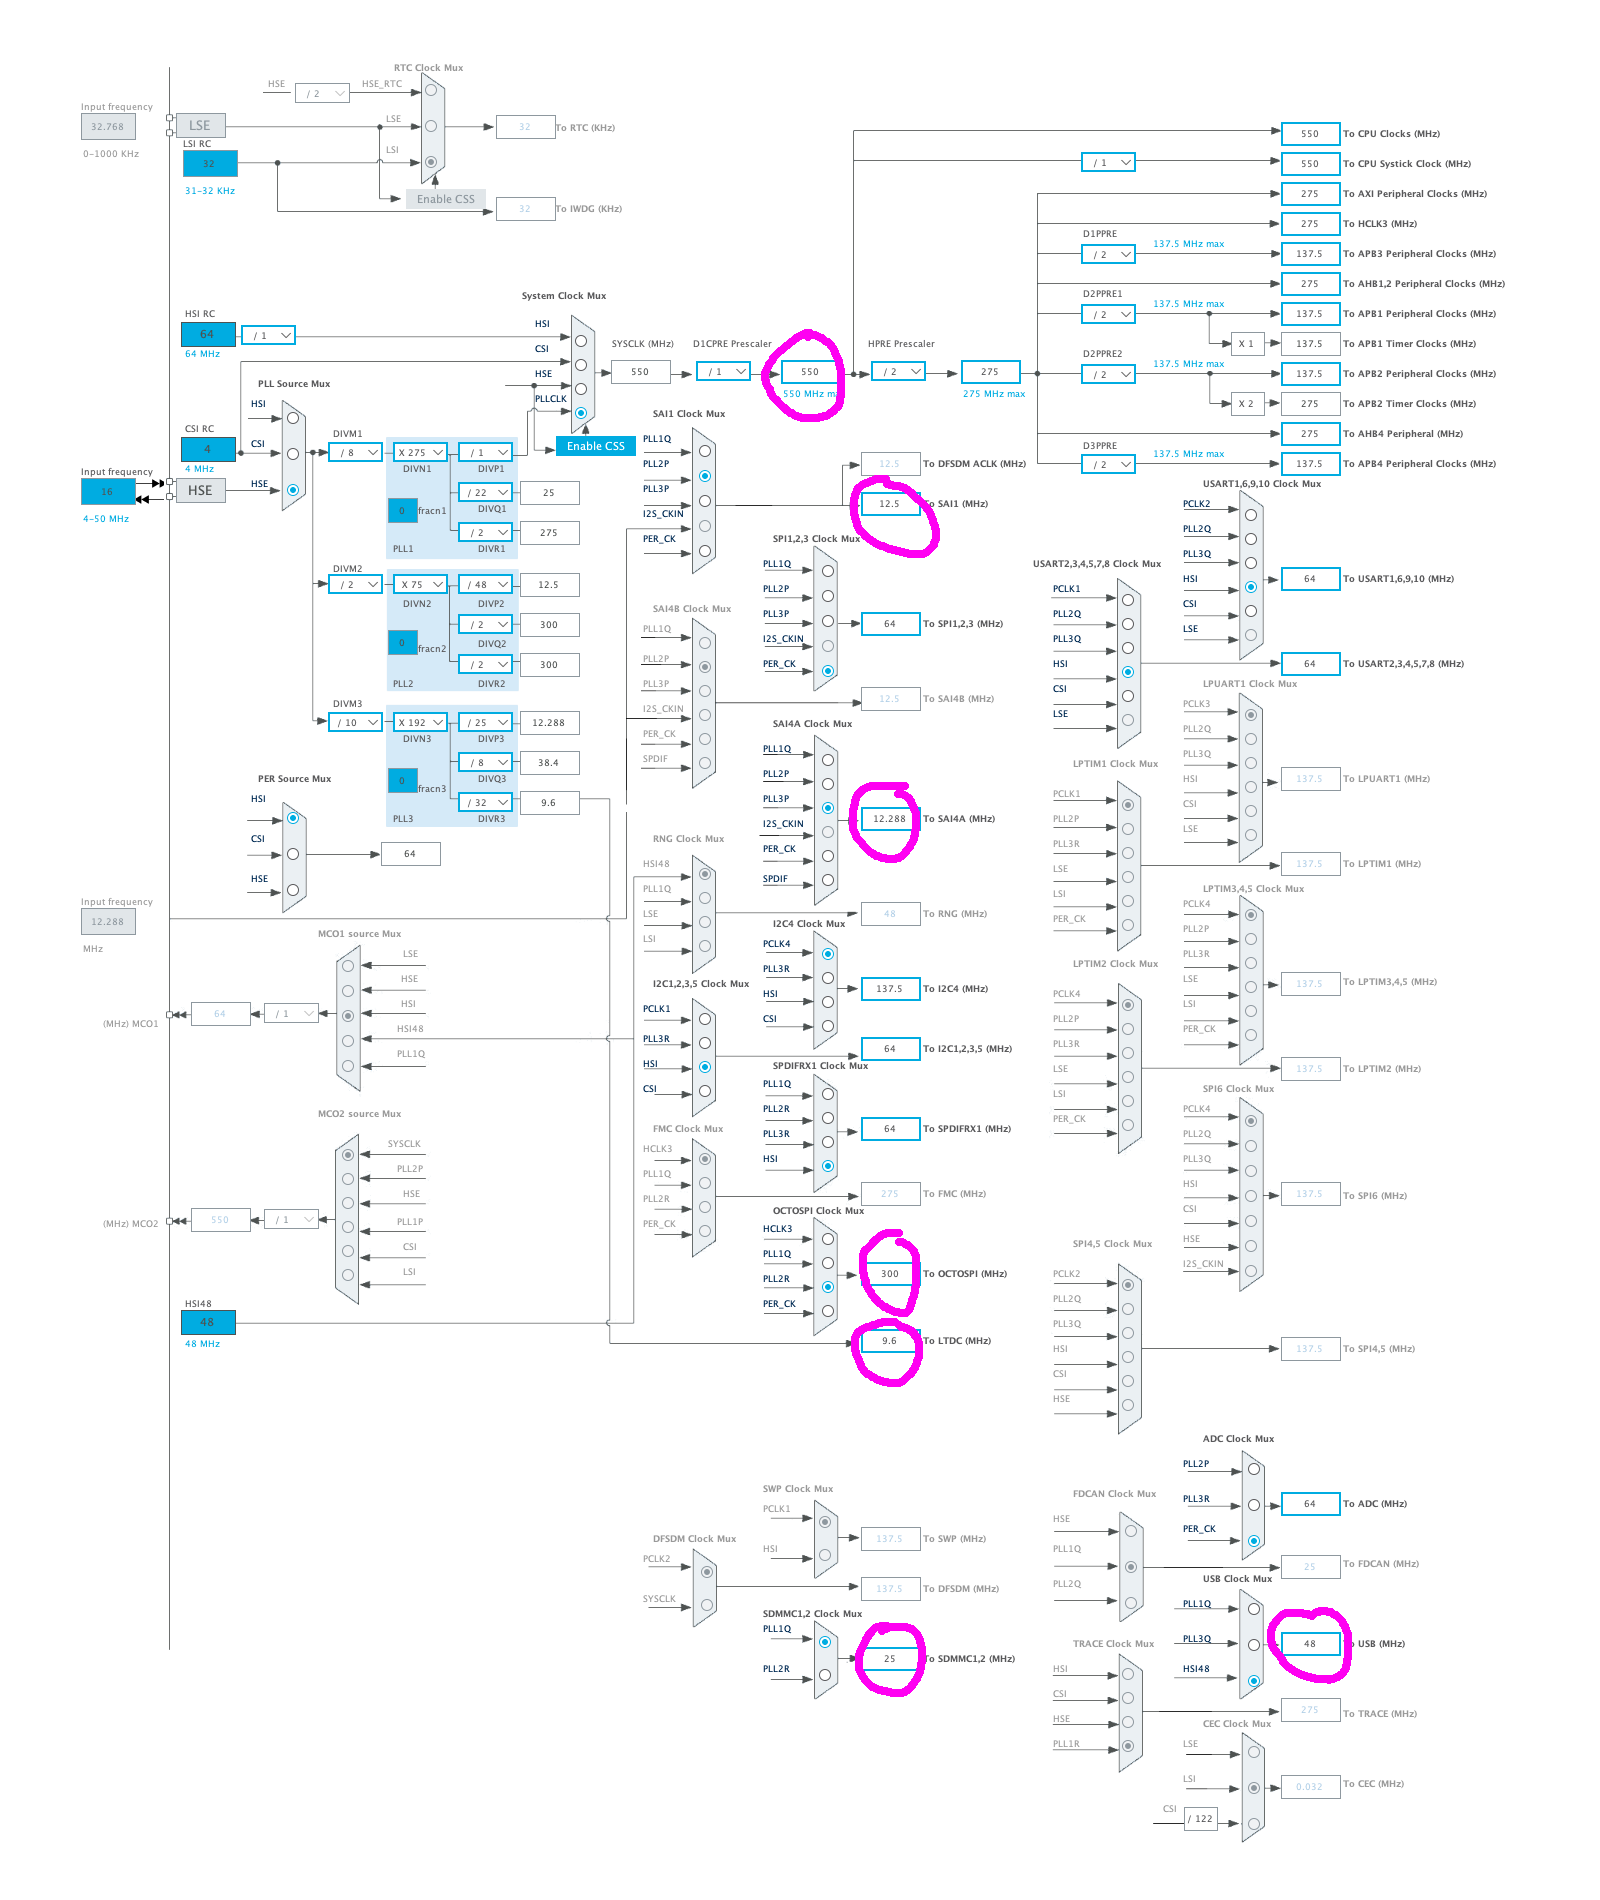 RTC Clock Mux
HSE
/ 2
HSE_RTC
Input frequency
32.768
0-1000 KHz
LSE
LSE
32
To RTC (KHz)
LSI RC
32
31-32 KHz
LSI
Enable CSS
32
To IWDG (KHz)
550
To CPU Clocks (MHz)
/ 1
550
To CPU Systick Clock (MHz)
275
To AXI Peripheral Clocks (MHz)
275
To HCLK3 (MHz)
D1PPRE
/ 2
137.5 MHz max
137.5
To APB3 Peripheral Clocks (MHz)
275
To AHB1,2 Peripheral Clocks (MHz)
D2PPRE1
/ 2
137.5 MHz max
137.5
To APB1 Peripheral Clocks (MHz)
X 1
137.5
To APB1 Timer Clocks (MHz)
D2PPRE2
/ 2
137.5 MHz max
137.5
To APB2 Peripheral Clocks (MHz)
X 2
275
To APB2 Timer Clocks (MHz)
275
To AHB4 Peripheral (MHz)
D3PPRE
/ 2
137.5 MHz max
137.5
To APB4 Peripheral Clocks (MHz)
System Clock Mux
HSI RC
64
64 MHz
/ 1
HSI
CSI
HSE
PLLCLK
Enable CSS
SYSCLK (MHz)
550
D1CPRE Prescaler
/ 1
550
550 MHz max
HPRE Prescaler
/ 2
275
275 MHz max
PLL Source Mux
HSI
CSI
HSE
CSI RC
4
4 MHz
Input frequency
16
4-50 MHz
HSE
DIVM1
/ 8
X 275
DIVN1
/ 1
DIVP1
0
fracn1
/ 22
DIVQ1
25
/ 2
DIVR1
275
PLL1
DIVM2
/ 2
X 75
DIVN2
/ 48
DIVP2
12.5
0
fracn2
/ 2
DIVQ2
300
/ 2
DIVR2
300
PLL2
DIVM3
/ 10
X 192
DIVN3
/ 25
DIVP3
12.288
0
fracn3
/ 8
DIVQ3
38.4
/ 32
DIVR3
9.6
PLL3
SAI1 Clock Mux
PLL1Q
PLL2P
PLL3P
I2S_CKIN
PER_CK
12.5
To DFSDM ACLK (MHz)
12.5
To SAI1 (MHz)
SPI1,2,3 Clock Mux
PLL1Q
PLL2P
PLL3P
I2S_CKIN
PER_CK
64
To SPI1,2,3 (MHz)
SAI4B Clock Mux
PLL1Q
PLL2P
PLL3P
I2S_CKIN
PER_CK
SPDIF
12.5
To SAI4B (MHz)
SAI4A Clock Mux
PLL1Q
PLL2P
PLL3P
I2S_CKIN
PER_CK
SPDIF
12.288
To SAI4A (MHz)
PER Source Mux
HSI
CSI
HSE
64
Input frequency
12.288
MHz
RNG Clock Mux
HSI48
PLL1Q
LSE
LSI
48
To RNG (MHz)
I2C4 Clock Mux
PCLK4
PLL3R
HSI
CSI
137.5
To I2C4 (MHz)
I2C1,2,3,5 Clock Mux
PCLK1
PLL3R
HSI
CSI
64
To I2C1,2,3,5 (MHz)
SPDIFRX1 Clock Mux
PLL1Q
PLL2R
PLL3R
HSI
64
To SPDIFRX1 (MHz)
FMC Clock Mux
HCLK3
PLL1Q
PLL2R
PER_CK
275
To FMC (MHz)
OCTOSPI Clock Mux
HCLK3
PLL1Q
PLL2R
PER_CK
300
To OCTOSPI (MHz)
9.6
To LTDC (MHz)
MCO1 source Mux
LSE
HSE
HSI
HSI48
PLL1Q
(MHz) MCO1
64
/ 1
MCO2 source Mux
SYSCLK
PLL2P
HSE
PLL1P
CSI
LSI
(MHz) MCO2
550
/ 1
HSI48
48
48 MHz
SWP Clock Mux
PCLK1
HSI
137.5
To SWP (MHz)
DFSDM Clock Mux
PCLK2
SYSCLK
137.5
To DFSDM (MHz)
SDMMC1,2 Clock Mux
PLL1Q
PLL2R
25
To SDMMC1,2 (MHz)
USART1,6,9,10 Clock Mux
PCLK2
PLL2Q
PLL3Q
HSI
CSI
LSE
64
To USART1,6,9,10 (MHz)
USART2,3,4,5,7,8 Clock Mux
PCLK1
PLL2Q
PLL3Q
HSI
CSI
LSE
64
To USART2,3,4,5,7,8 (MHz)
LPUART1 Clock Mux
PCLK3
PLL2Q
PLL3Q
HSI
CSI
LSE
137.5
To LPUART1 (MHz)
LPTIM1 Clock Mux
PCLK1
PLL2P
PLL3R
LSE
LSI
PER_CK
137.5
To LPTIM1 (MHz)
LPTIM3,4,5 Clock Mux
PCLK4
PLL2P
PLL3R
LSE
LSI
PER_CK
137.5
To LPTIM3,4,5 (MHz)
LPTIM2 Clock Mux
PCLK4
PLL2P
PLL3R
LSE
LSI
PER_CK
137.5
To LPTIM2 (MHz)
SPI6 Clock Mux
PCLK4
PLL2Q
PLL3Q
HSI
CSI
HSE
I2S_CKIN
137.5
To SPI6 (MHz)
SPI4,5 Clock Mux
PCLK2
PLL2Q
PLL3Q
HSI
CSI
HSE
137.5
To SPI4,5 (MHz)
ADC Clock Mux
PLL2P
PLL3R
PER_CK
64
To ADC (MHz)
FDCAN Clock Mux
HSE
PLL1Q
PLL2Q
25
To FDCAN (MHz)
USB Clock Mux
PLL1Q
PLL3Q
HSI48
48
To USB (MHz)
TRACE Clock Mux
HSI
CSI
HSE
PLL1R
275
To TRACE (MHz)
CEC Clock Mux
LSE
LSI
CSI
/ 122
0.032
To CEC (MHz)